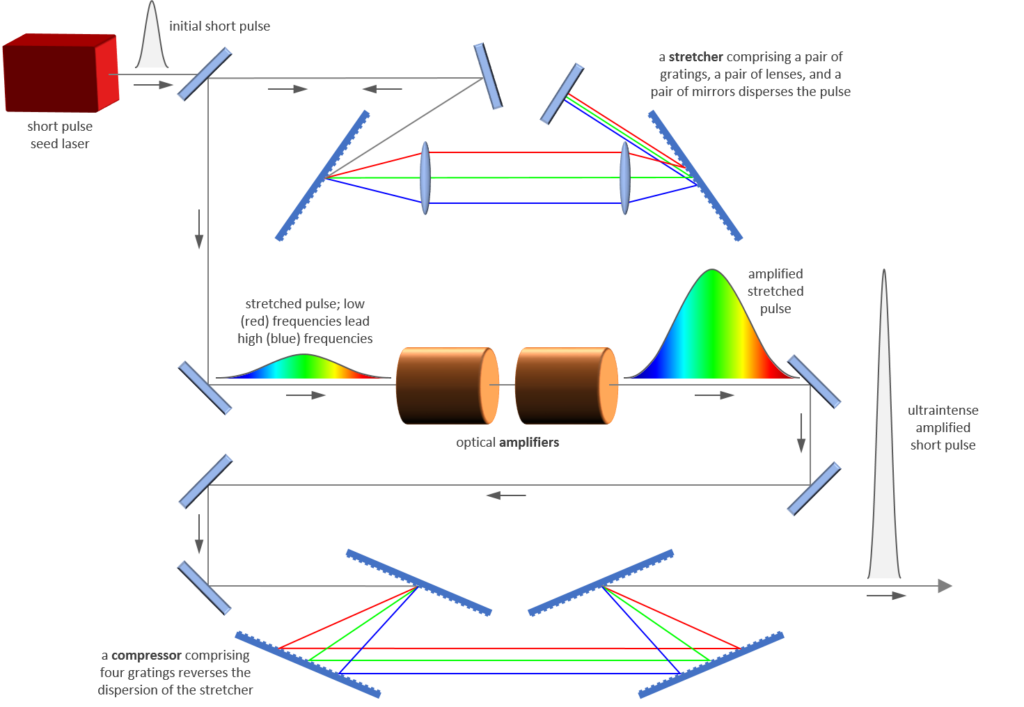 initial short pulse
short pulse
seed laser
a stretcher comprising a pair of
gratings, a pair of lenses, and a
pair of mirrors disperses the pulse
stretched pulse; low
(red) frequencies lead
high (blue) frequencies
amplified
stretched
pulse
optical amplifiers
ultraintense
amplified
short pulse
a compressor comprising
four gratings reverses the
dispersion of the stretcher